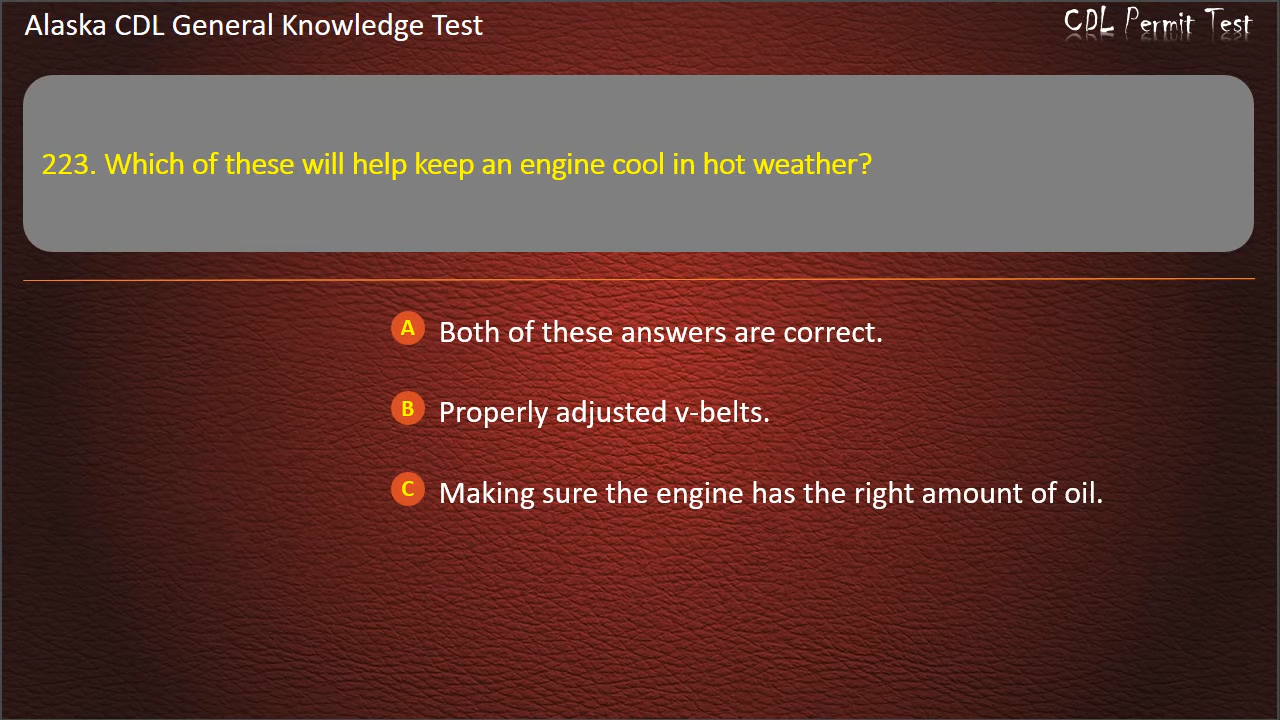 Alaska CDL General Knowledge Test
CDL Permit Test
223. Which of these will help keep an engine cool in hot weather?
A Both of these answers are correct.
B Properly adjusted v-belts.
C Making sure the engine has the right amount of oil.